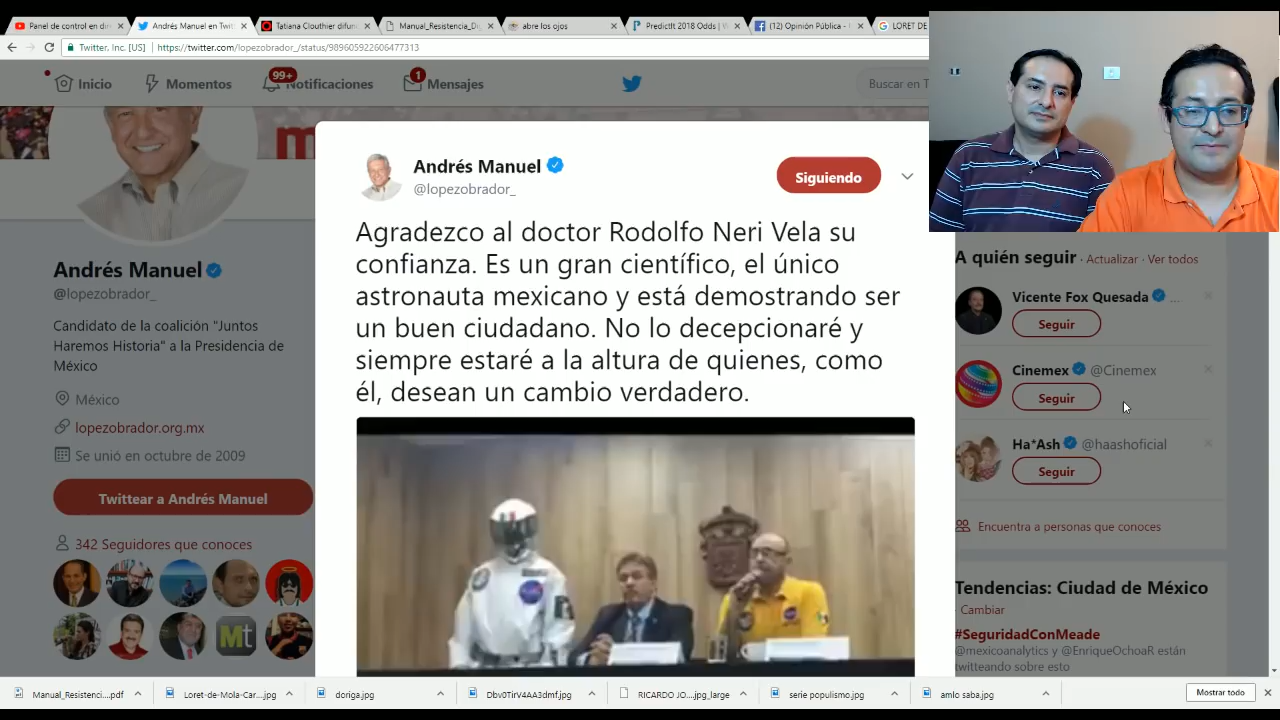 Panel de control en dir
Andrés Manuel en Twitt
Tatiana Clouthier difun
Manual_Resistencia_Dig
abre los ojos
PredictIt 2018 Odds | V
(12) Opinión Pública -
LORET DE
Twitter, Inc. [US]
https://twitter.com/lopezobrador_/status/989605922606477313
Inicio
Momentos
99+
Notificaciones
1
Mensajes
Buscar en T
Andrés Manuel
@lopezobrador_
Siguiendo
Agradezco al doctor Rodolfo Neri Vela su
confianza. Es un gran científico, el único
astronauta mexicano y está demostrando ser
un buen ciudadano. No lo decepcionaré y
siempre estaré a la altura de quienes, como
él, desean un cambio verdadero.
Andrés Manuel
@lopezobrador_
Candidato de la coalición "Juntos
Haremos Historia" a la Presidencia de
México
México
lopezobrador.org.mx
Se unió en octubre de 2009
Twittear a Andrés Manuel
342 Seguidores que conoces
Mt
A quién seguir · Actualizar · Ver todos
Vicente Fox Quesada ...
Seguir
Cinemex @Cinemex
Seguir
Ha*Ash @haashoficial
Seguir
Encuentra a personas que conoces
Tendencias: Ciudad de México
· Cambiar
#SeguridadConMeade
@mexicoanalytics y @EnriqueOchoaR están
twitteando sobre esto
Manual_Resistenci....pdf
Loret-de-Mola-Car....jpg
doriga.jpg
Dbv0TirV4AA3dmf.jpg
RICARDO JO....jpg_large
serie populismo.jpg
amlo saba.jpg
Mostrar todo